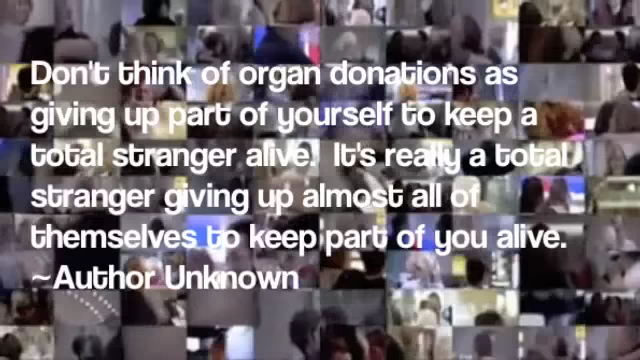 Don't think of organ donations as
giving up part of yourself to keep a
total stranger alive.  It's really a total
stranger giving up almost all of
themselves to keep part of you alive.
~Author Unknown